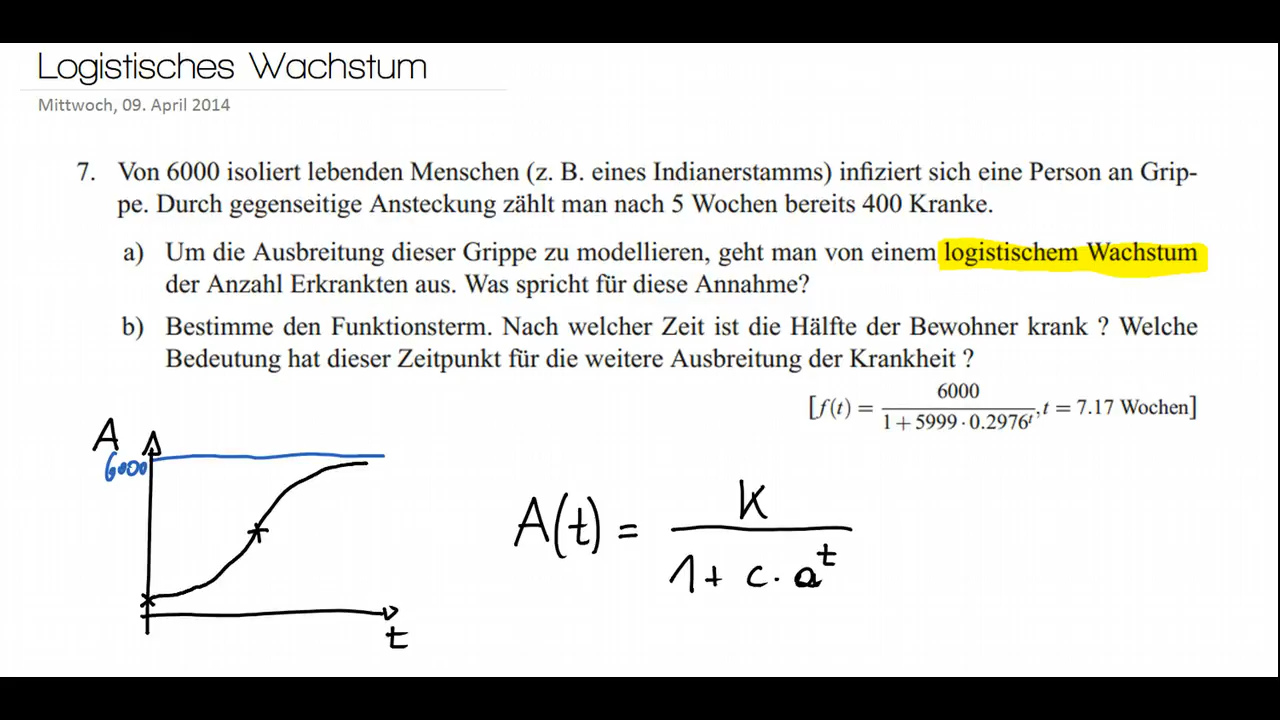 Logistisches Wachstum
Mittwoch, 09. April 2014
7. Von 6000 isoliert lebenden Menschen (z. B. eines Indianerstamms) infiziert sich eine Person an Grip-
pe. Durch gegenseitige Ansteckung zählt man nach 5 Wochen bereits 400 Kranke.
a) Um die Ausbreitung dieser Grippe zu modellieren, geht man von einem logistischem Wachstum
der Anzahl Erkrankten aus. Was spricht für diese Annahme?
b) Bestimme den Funktionsterm. Nach welcher Zeit ist die Hälfte der Bewohner krank ? Welche
Bedeutung hat dieser Zeitpunkt für die weitere Ausbreitung der Krankheit ?
[f(t) = 6000 / (1 + 5999 · 0.2976^t), t = 7.17 Wochen]
A
6000
t
A(t) = K / (1 + c · a^t)